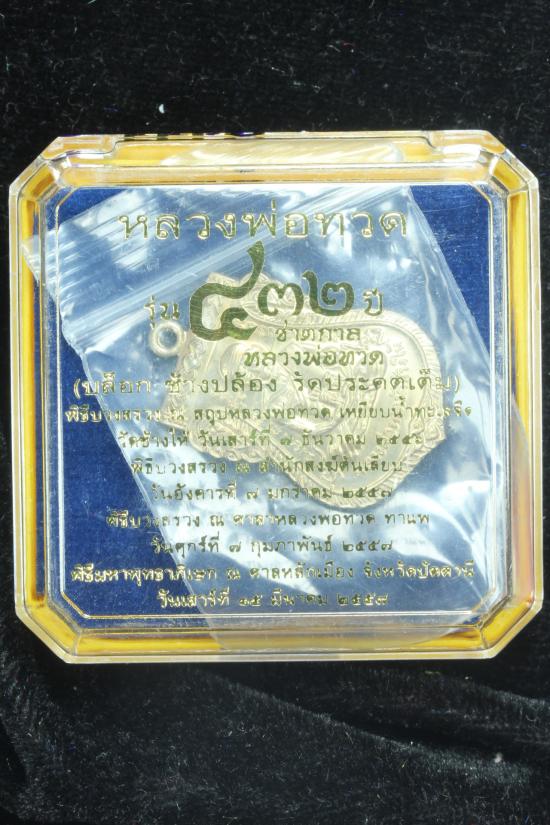 หลวงพ่อทวด
รุ่น ๔๓๒ ปี
ชาตกาล
หลวงพ่อทวด
(บล็อก ช้างปล้อง รัดประคดเต็ม)
พิธีบวงสรวง ณ สถูปหลวงพ่อทวด เหยียบน้ำทะเลจืด
วัดช้างให้ วันเสาร์ที่ ๗ ธันวาคม ๒๕๕๖
พิธีบวงสรวง ณ สำนักสงฆ์ต้นเลียบ
วันอังคารที่ ๗ มกราคม ๒๕๕๗
พิธีบวงสรวง ณ ศาลาหลวงพ่อทวด ท่าแพ
วันศุกร์ที่ ๗ กุมภาพันธ์ ๒๕๕๗
พิธีมหาพุทธาภิเษก ณ ศาลหลักเมือง จังหวัดปัตตานี
วันเสาร์ที่ ๑๕ มีนาคม ๒๕๕๗